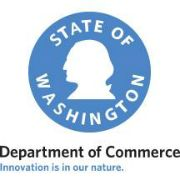 STATE OF
WASHINGTON
Department of Commerce
Innovation is in our nature.